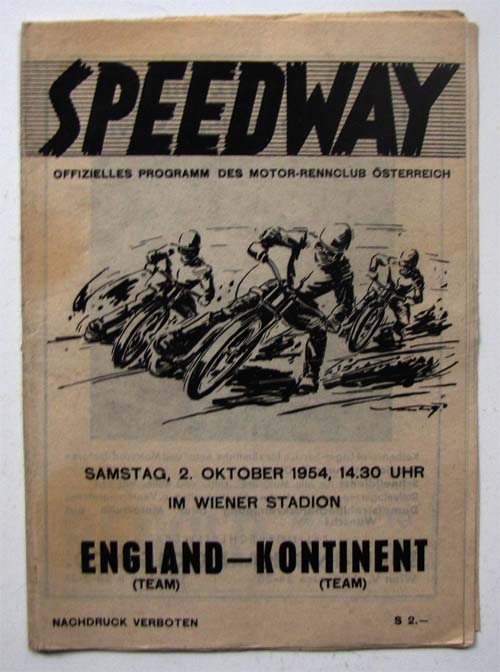 SPEEDWAY
OFFIZIELLES PROGRAMM DES MOTOR-RENNCLUB ÖSTERREICH
SAMSTAG, 2. OKTOBER 1954, 14.30 UHR
IM WIENER STADION
ENGLAND—KONTINENT
(TEAM) (TEAM)
NACHDRUCK VERBOTEN S 2.—